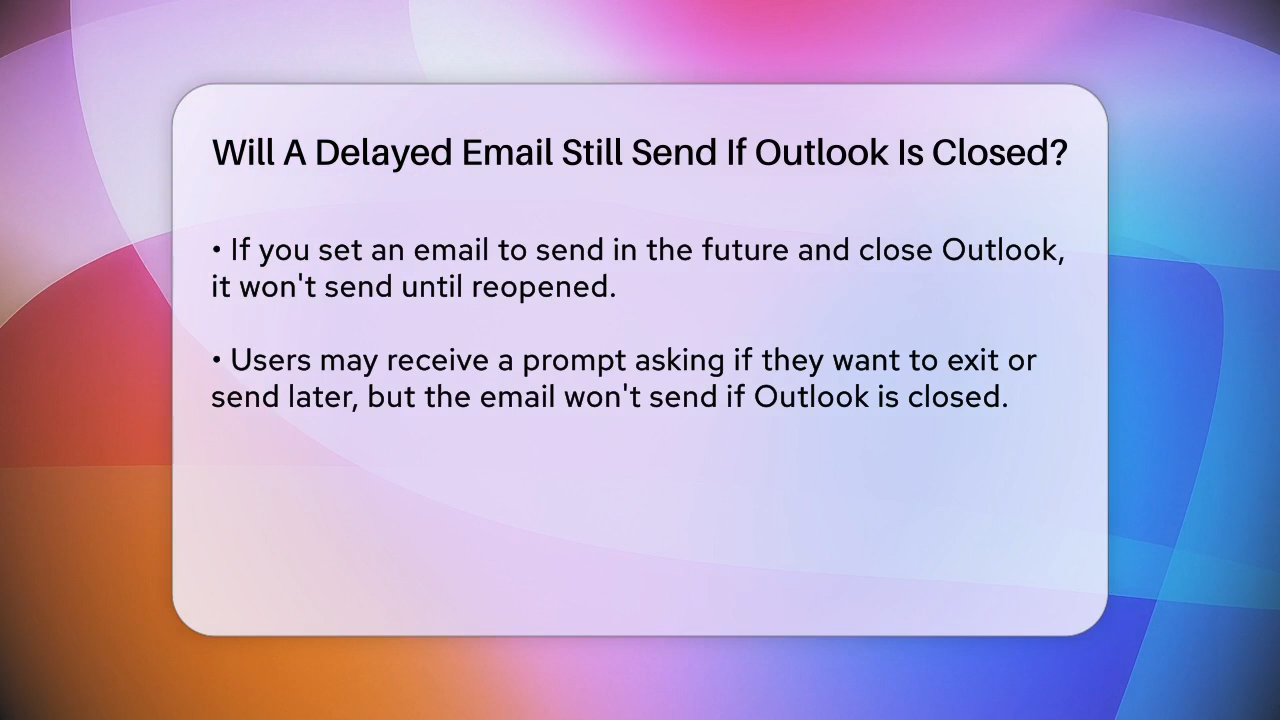 Will A Delayed Email Still Send If Outlook Is Closed?
• If you set an email to send in the future and close Outlook,
it won't send until reopened.
• Users may receive a prompt asking if they want to exit or
send later, but the email won't send if Outlook is closed.